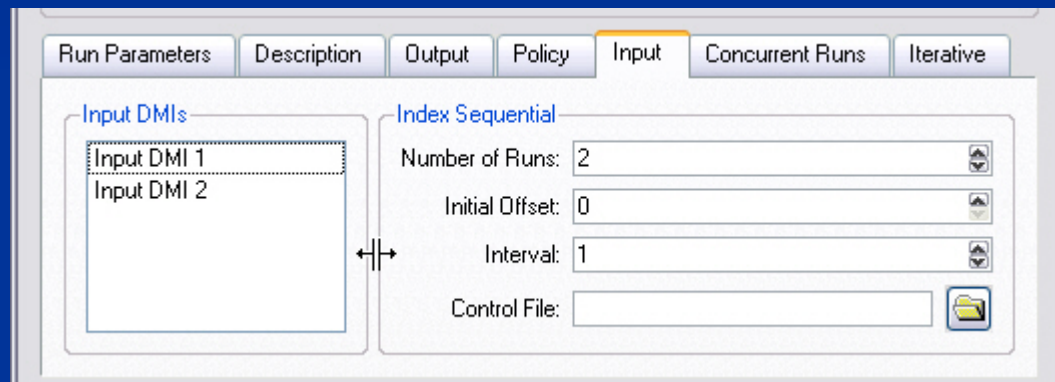 Run Parameters Description Output Policy Input Concurrent Runs Iterative
Input DMIs
Input DMI 1
Input DMI 2
Index Sequential
Number of Runs: 2
Initial Offset: 0
Interval: 1
Control File: